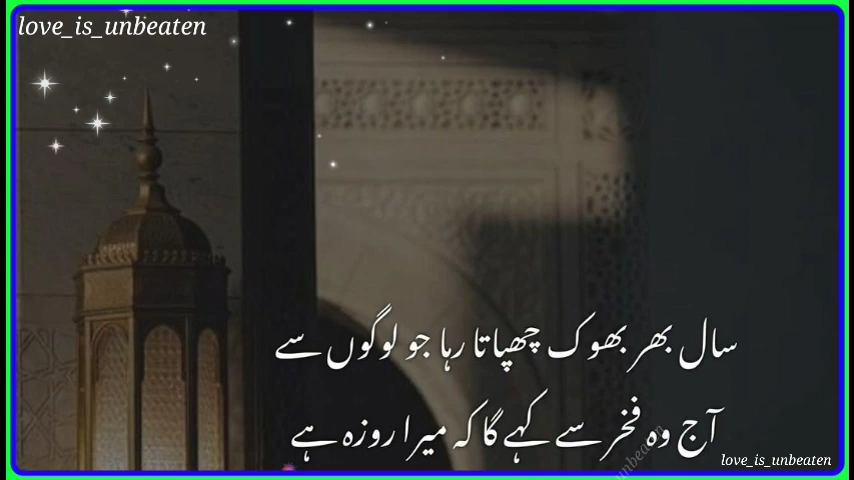 love_is_unbeaten
سال بھر بھوک چھپاتا رہا جو لوگوں سے
آج وہ فخر سے کہے گا کہ میرا روزہ ہے
love_is_unbeaten